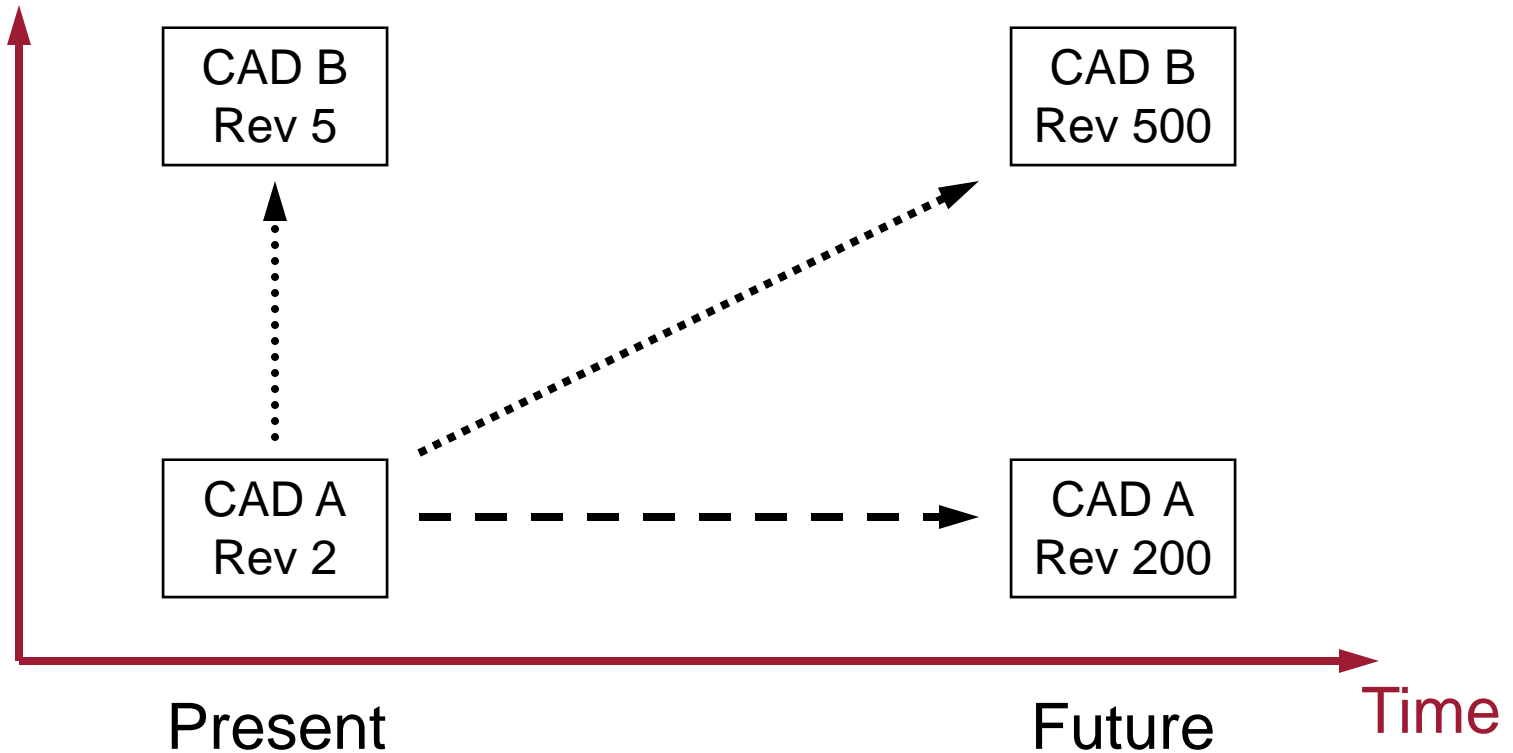 CAD B
Rev 5
CAD B
Rev 500
CAD A
Rev 2
CAD A
Rev 200
Present
Future
Time